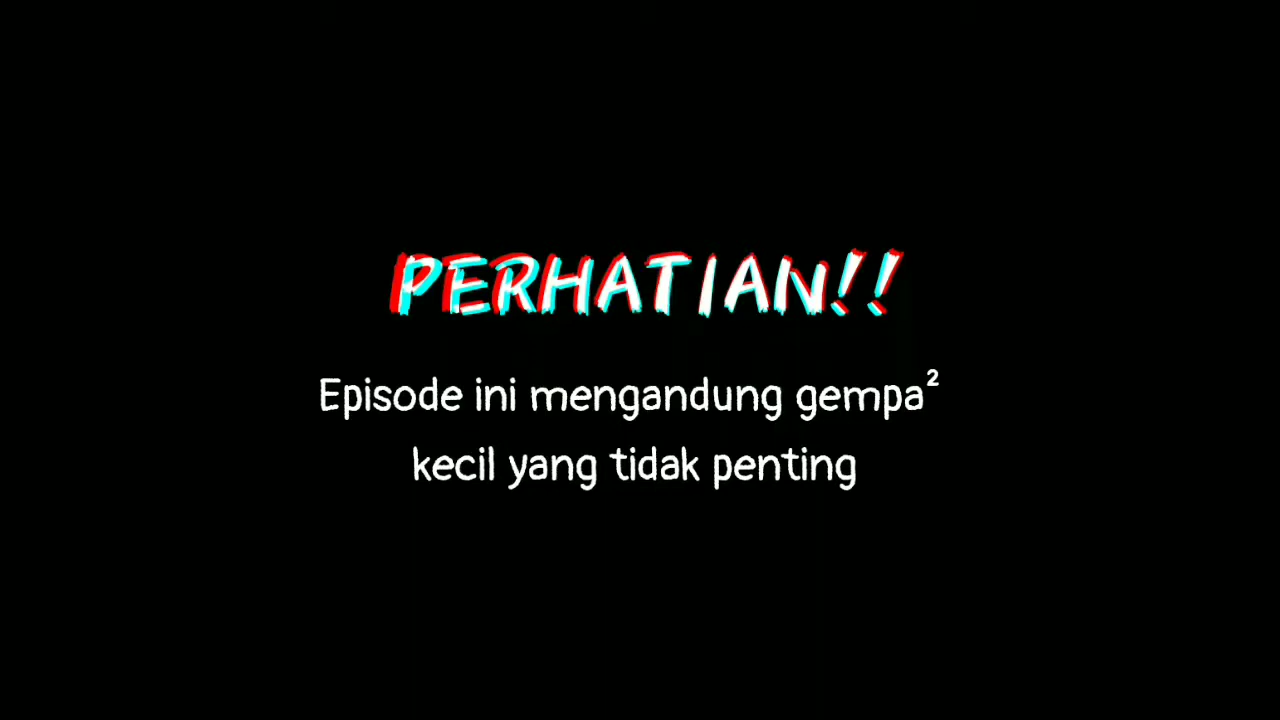 PERHATIAN!!
Episode ini mengandung gempa²
kecil yang tidak penting